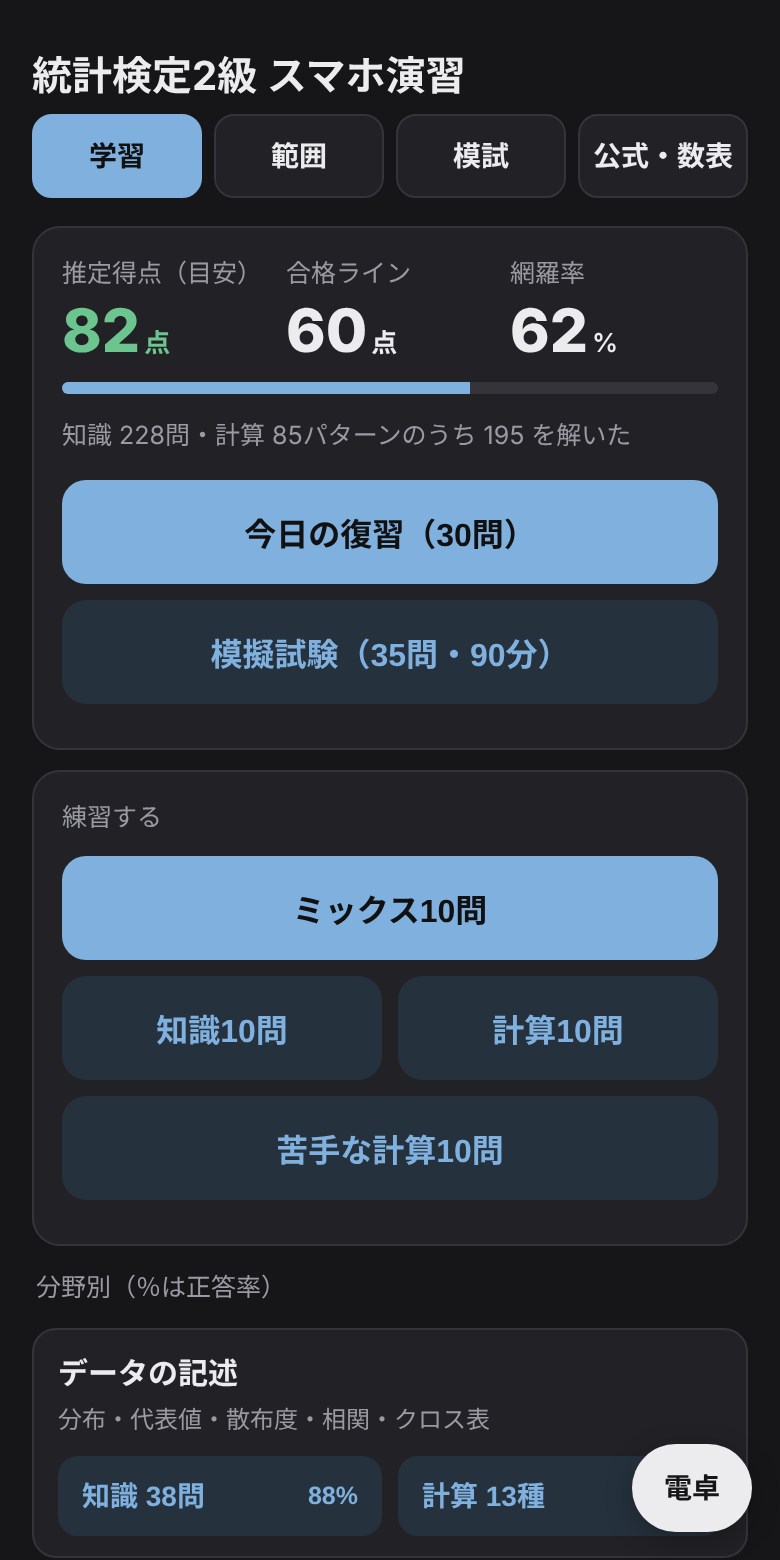 統計検定2級 スマホ演習
学習 範囲 模試 公式・数表
推定得点（目安） 合格ライン 網羅率
82点 60点 62%
知識 228問・計算 85パターンのうち 195 を解いた
今日の復習（30問）
模擬試験（35問・90分）
練習する
ミックス10問
知識10問 計算10問
苦手な計算10問
分野別（%は正答率）
データの記述
分布・代表値・散布度・相関・クロス表
知識 38問 88% 計算 13種
電卓